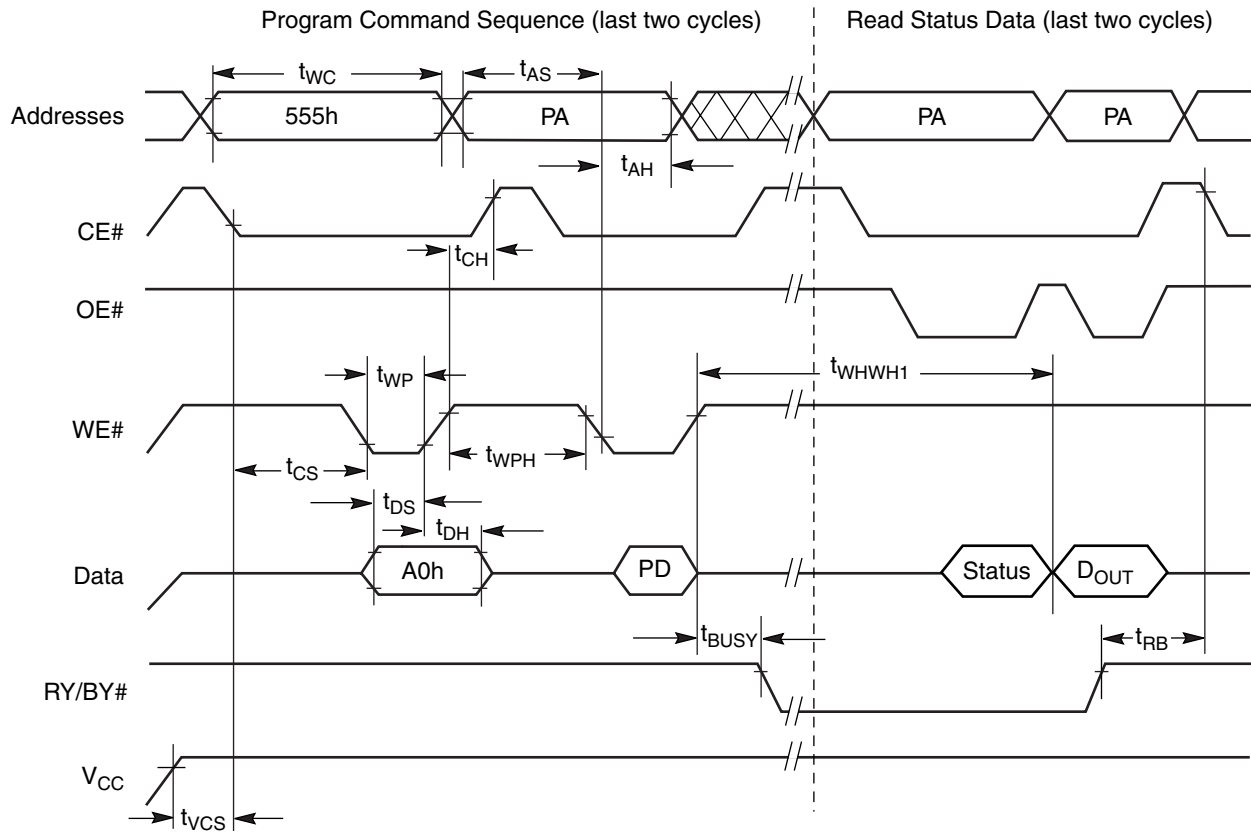 Program Command Sequence (last two cycles)
Read Status Data (last two cycles)
tWC
tAS
Addresses
555h
PA
PA
PA
tAH
CE#
tCH
OE#
tWP
tWHWH1
WE#
tCS
tWPH
tDS
tDH
Data
A0h
PD
Status
DOUT
tBUSY
tRB
RY/BY#
VCC
tVCS